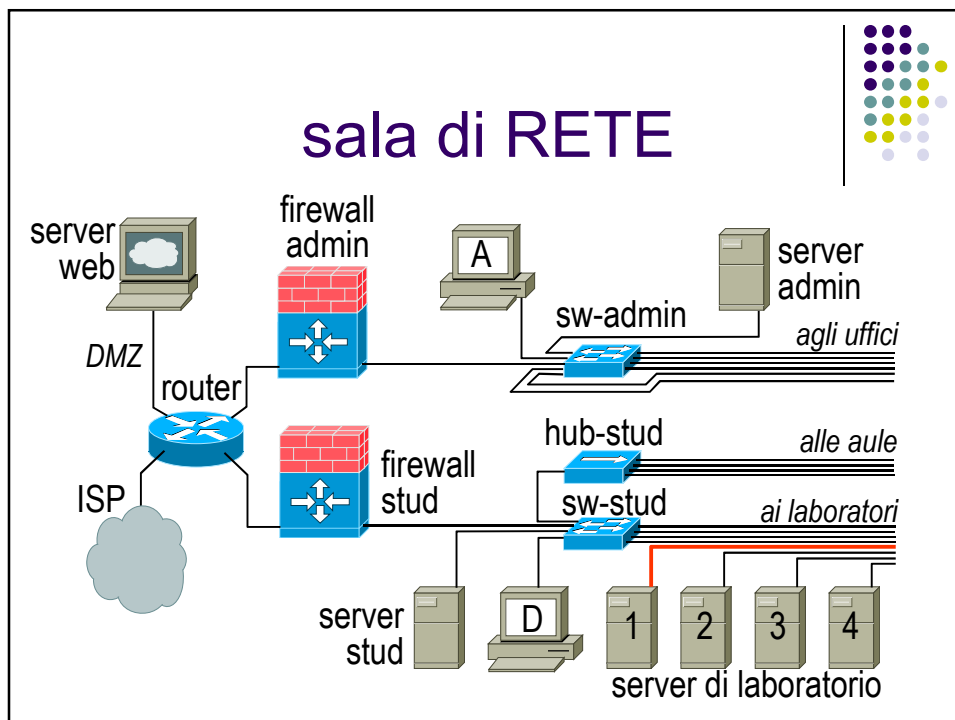 sala di RETE
server
web
firewall
admin
A
server
admin
sw-admin
agli uffici
DMZ
router
hub-stud
alle aule
firewall
stud
ISP
sw-stud
ai laboratori
server
stud
D
1
2
3
4
server di laboratorio